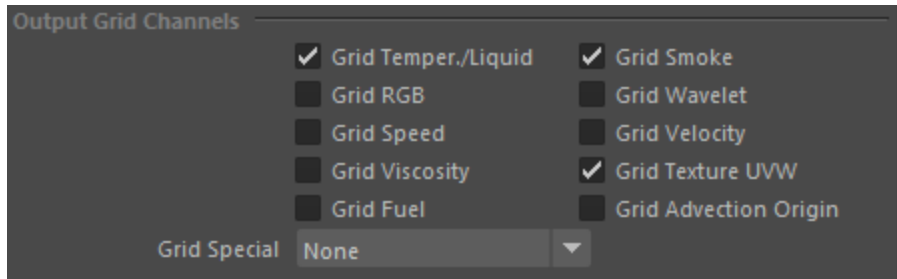 Output Grid Channels
Grid Temper./Liquid Grid Smoke
Grid RGB Grid Wavelet
Grid Speed Grid Velocity
Grid Viscosity Grid Texture UVW
Grid Fuel Grid Advection Origin
Grid Special None